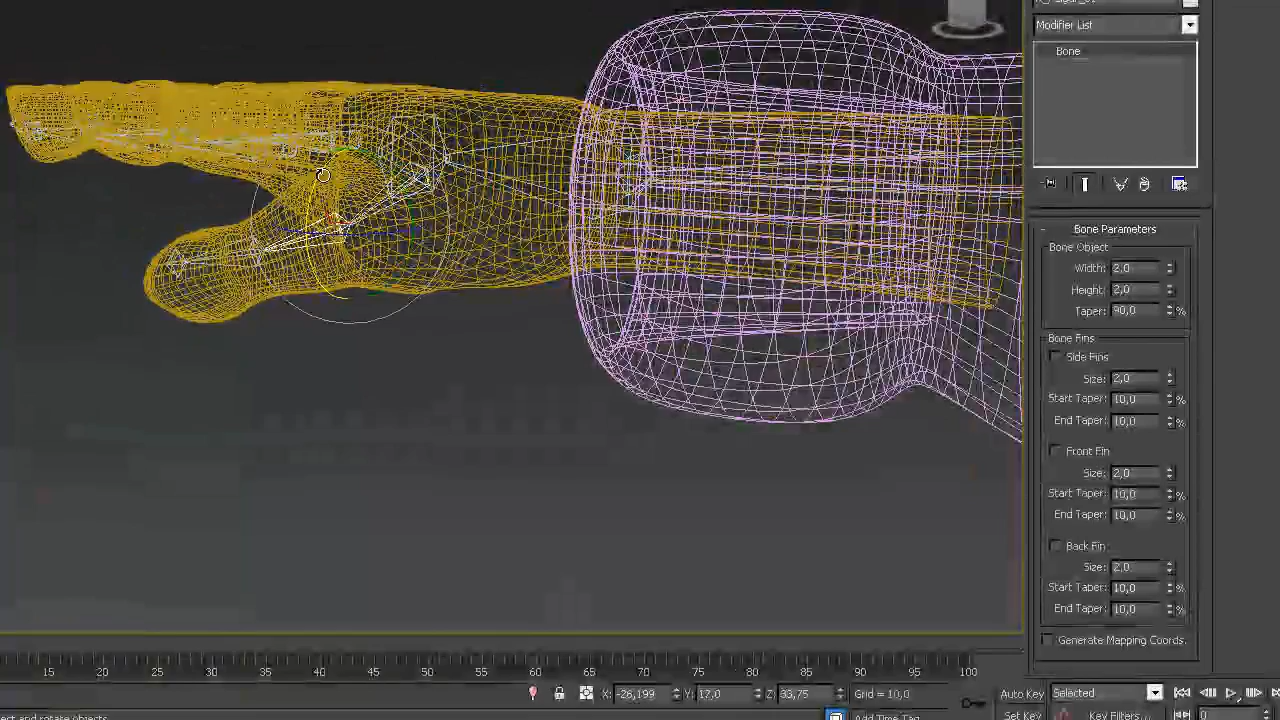 Modifier List
Bone
Bone Parameters
Bone Object
Width: 2,0
Height: 2,0
Taper: 90,0 %
Bone Fins
Side Fins
Size: 2,0
Start Taper: 10,0 %
End Taper: 10,0 %
Front Fin
Size: 2,0
Start Taper: 10,0 %
End Taper: 10,0 %
Back Fin
Size: 2,0
Start Taper: 10,0 %
End Taper: 10,0 %
Generate Mapping Coords.
15 20 25 30 35 40 45 50 55 60 65 70 75 80 85 90 95 100
X: -26,199 Y: 17,0 Z: 33,75 Grid = 10,0 Auto Key Selected
ect and rotate objects Add Time Tag Set Key Key Filters... 0